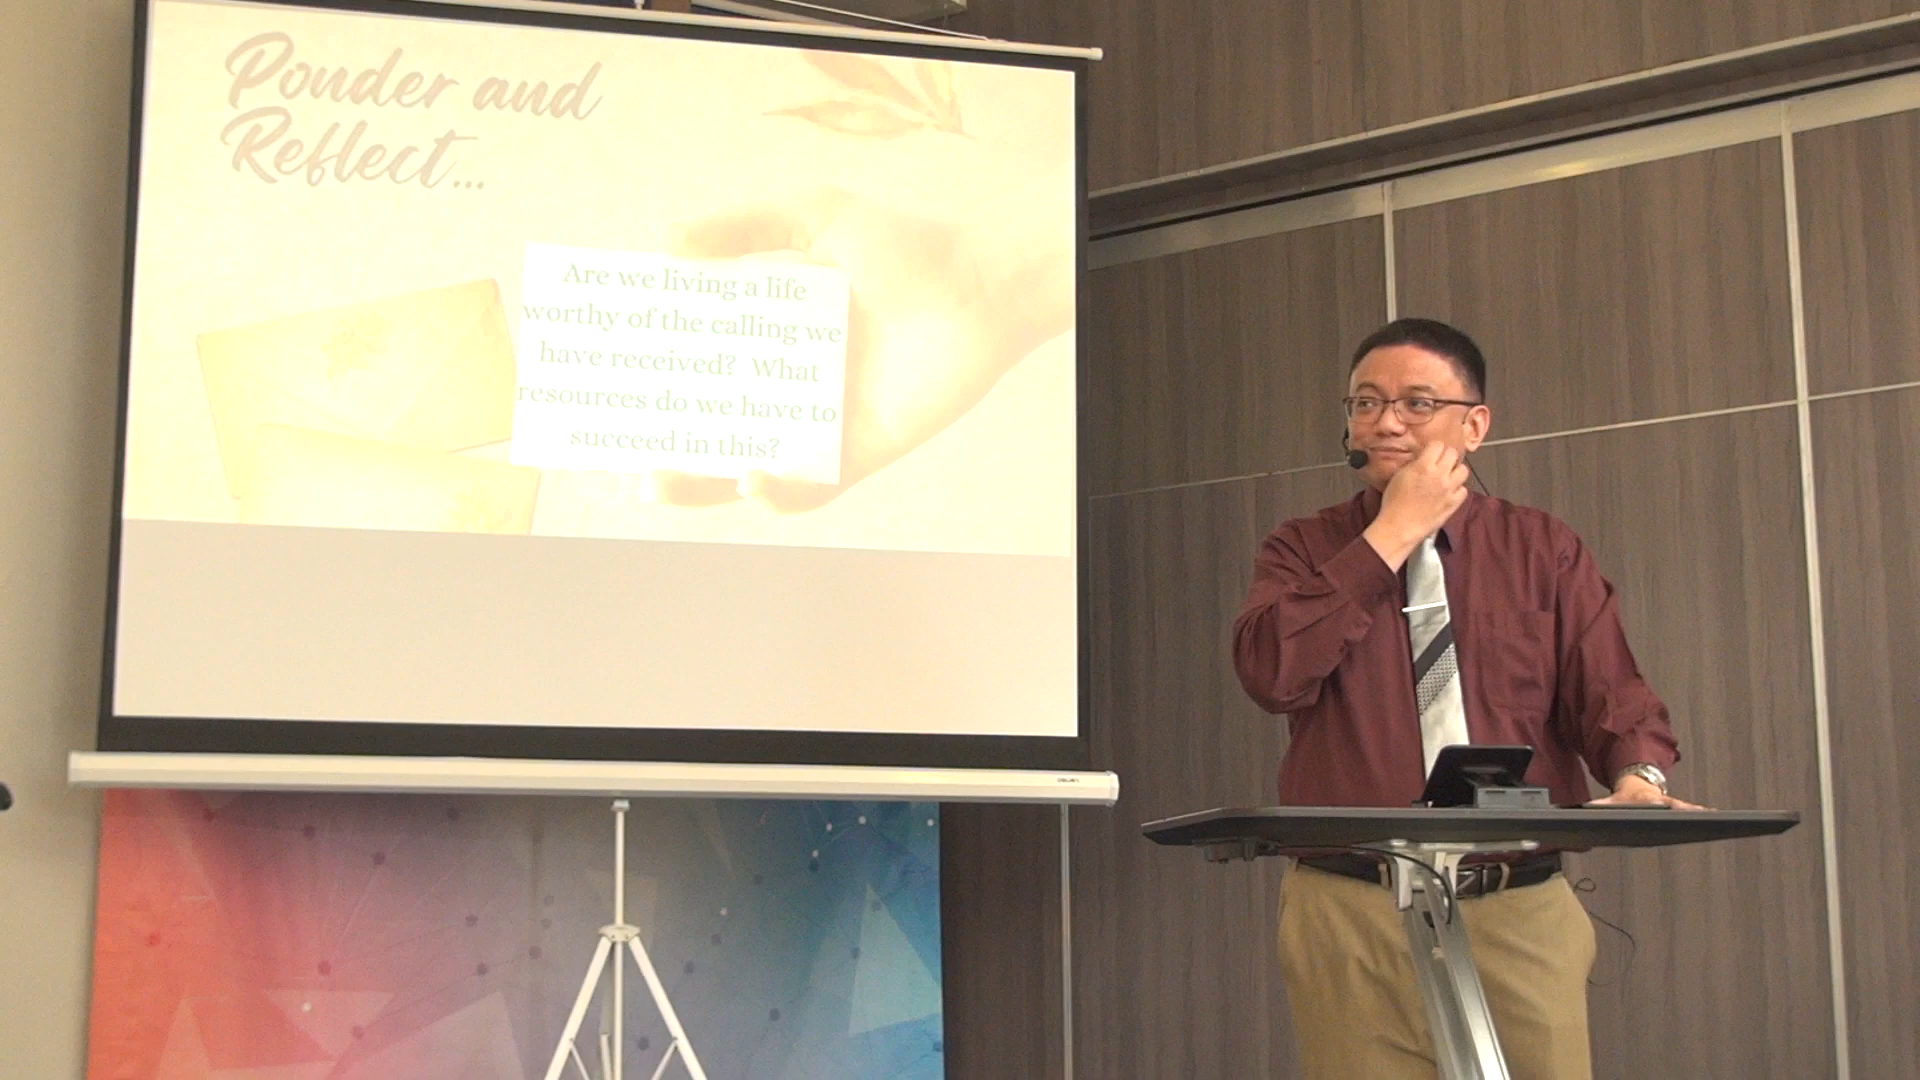 Ponder and
Reflect...
Are we living a life
worthy of the calling we
have received? What
resources do we have to
succeed in this?